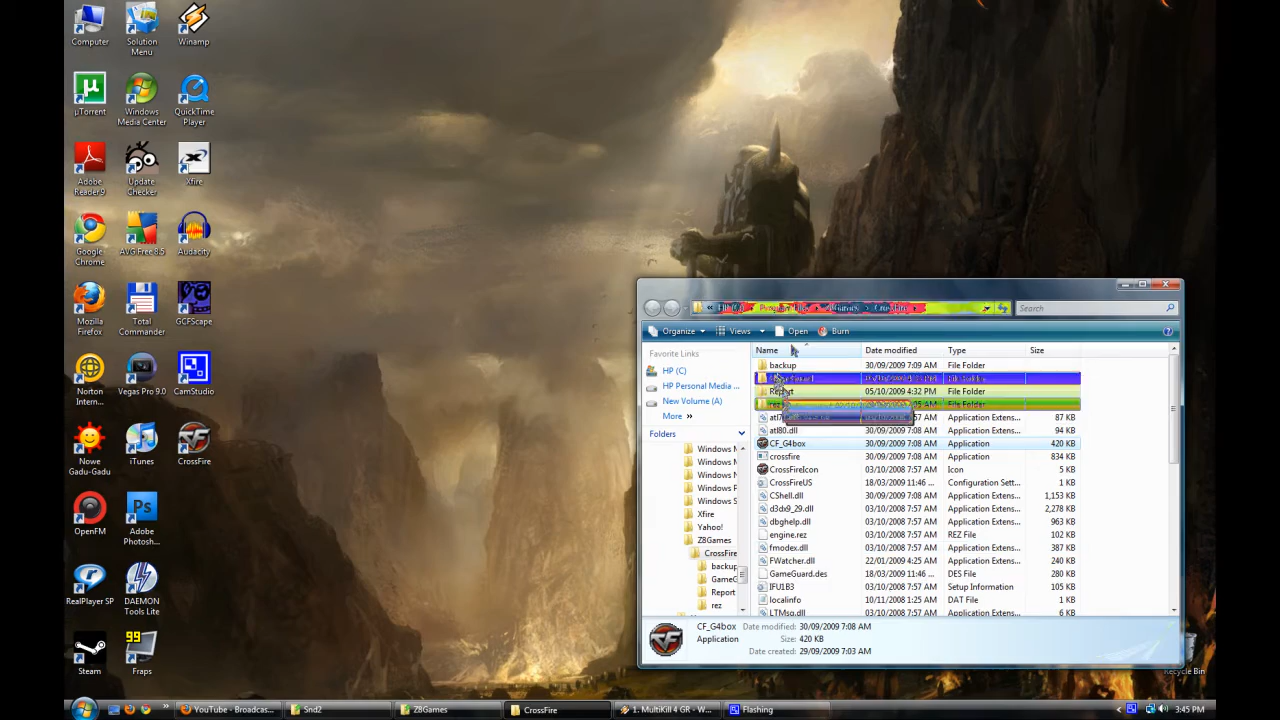 Computer
Solution Menu
Winamp
µTorrent
Windows Media Center
QuickTime Player
Adobe Reader 9
Update Checker
Xfire
Google Chrome
AVG Free 8.5
Audacity
Mozilla Firefox
Total Commander
GCFScape
Norton Intern...
Vegas Pro 9.0
CamStudio
Nowe Gadu-Gadu
iTunes
CrossFire
OpenFM
Adobe Photosh...
RealPlayer SP
DAEMON Tools Lite
Steam
99
Fraps
Search
Organize
Views
Open
Burn
Favorite Links
HP (C)
HP Personal Media ...
New Volume (A)
More »
Folders
Windows M
Windows M
Windows N
Windows P
Windows S
Xfire
Yahoo!
Z8Games
CrossFire
backup
GameG
Report
rez
Name Date modified Type Size
backup 30/09/2009 7:09 AM File Folder
Report 05/10/2009 4:32 PM File Folder
File Folder
7:57 AM Application Extens... 87 KB
atl80.dll 30/09/2009 7:08 AM Application Extens... 94 KB
CF_G4box 30/09/2009 7:08 AM Application 420 KB
crossfire 30/09/2009 7:08 AM Application 834 KB
CrossFireIcon 03/10/2008 7:57 AM Icon 5 KB
CrossFireUS 18/03/2009 11:46 ... Configuration Sett... 1 KB
CShell.dll 30/09/2009 7:08 AM Application Extens... 1,153 KB
d3dx9_29.dll 03/10/2008 7:57 AM Application Extens... 2,278 KB
dbghelp.dll 03/10/2008 7:57 AM Application Extens... 963 KB
engine.rez 03/10/2008 7:57 AM REZ File 102 KB
fmodex.dll 03/10/2008 7:57 AM Application Extens... 387 KB
FWatcher.dll 22/01/2009 4:25 AM Application Extens... 240 KB
GameGuard.des 18/03/2009 11:46 ... DES File 280 KB
IFU1B3 03/10/2008 7:57 AM Setup Information 8 KB
localinfo 10/11/2008 1:25 AM DAT File 1 KB
LTMsg.dll 03/10/2008 7:57 AM Application Extens... 6 KB
CF_G4box Date modified: 30/09/2009 7:08 AM
Application Size: 420 KB
Date created: 29/09/2009 7:03 AM
Recycle Bin
YouTube - Broadcas...
Snd2
Z8Games
CrossFire
1. MultiKill 4 GR - W...
Flashing
3:45 PM